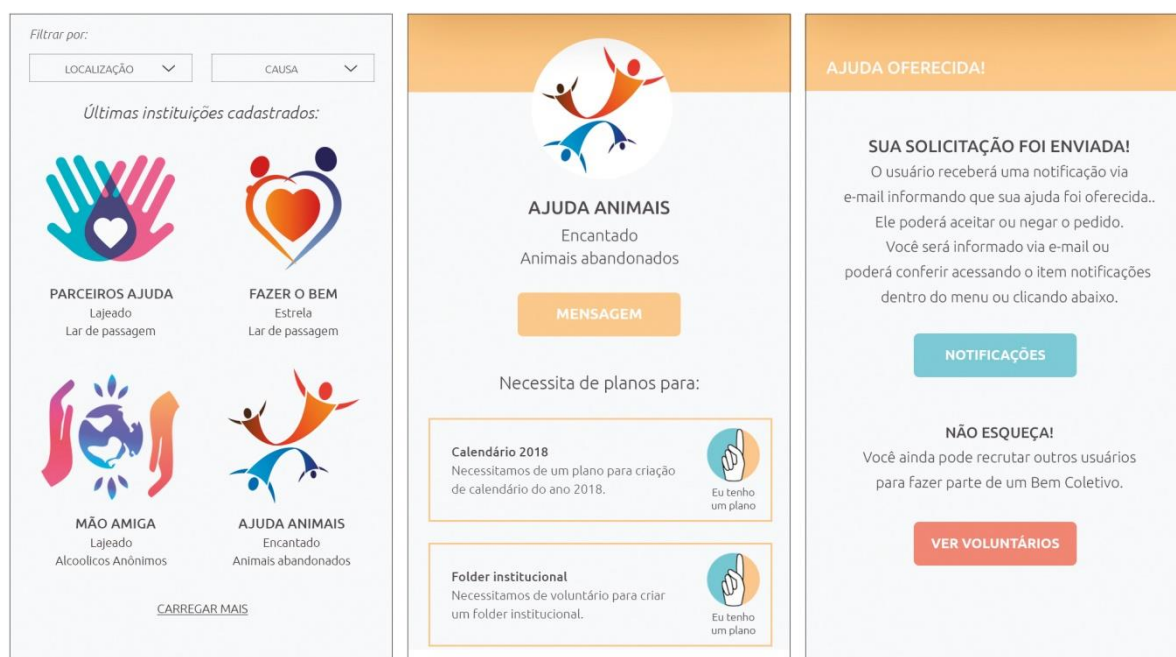 Filtrar por:
LOCALIZAÇÃO
CAUSA
Últimas instituições cadastrados:
PARCEIROS AJUDA
Lajeado
Lar de passagem
FAZER O BEM
Estrela
Lar de passagem
MÃO AMIGA
Lajeado
Alcoolicos Anônimos
AJUDA ANIMAIS
Encantado
Animais abandonados
CARREGAR MAIS
AJUDA ANIMAIS
Encantado
Animais abandonados
MENSAGEM
Necessita de planos para:
Calendário 2018
Necessitamos de um plano para criação
de calendário do ano 2018.
Eu tenho
um plano
Folder institucional
Necessitamos de voluntário para criar
um folder institucional.
Eu tenho
um plano
AJUDA OFERECIDA!
SUA SOLICITAÇÃO FOI ENVIADA!
O usuário receberá uma notificação via
e-mail informando que sua ajuda foi oferecida..
Ele poderá aceitar ou negar o pedido.
Você será informado via e-mail ou
poderá conferir acessando o item notificações
dentro do menu ou clicando abaixo.
NOTIFICAÇÕES
NÃO ESQUEÇA!
Você ainda pode recrutar outros usuários
para fazer parte de um Bem Coletivo.
VER VOLUNTÁRIOS